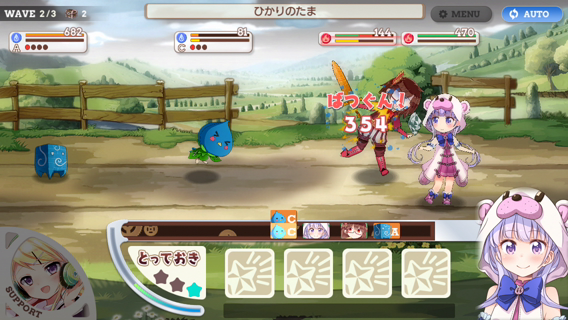 WAVE 2/3 2
ひかりのたま
MENU
AUTO
682
A
81
C
144
470
ばつぐん!
354
C
C
A
とっておき
SUPPORT